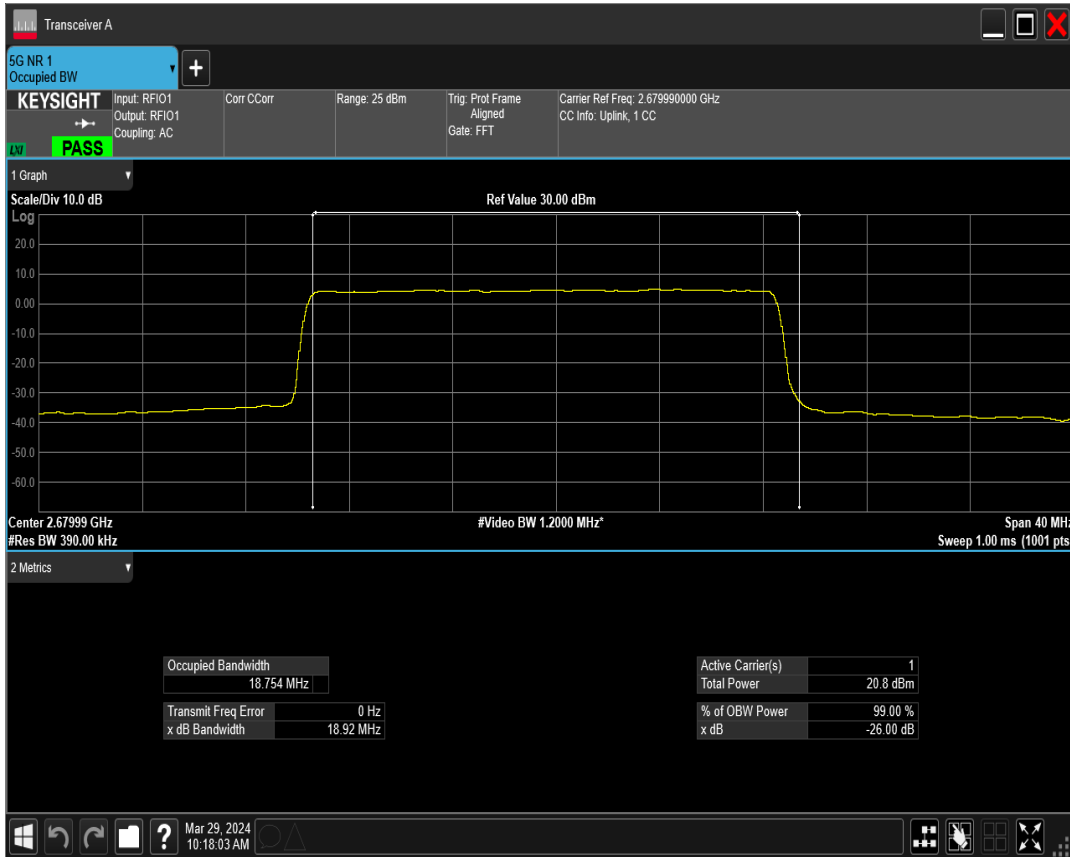 Transceiver A
5G NR 1
Occupied BW
+
KEYSIGHT
LXI
PASS
Input: RFIO1
Output: RFIO1
Coupling: AC
Corr CCorr
Range: 25 dBm
Trig: Prot Frame
Aligned
Gate: FFT
Carrier Ref Freq: 2.679990000 GHz
CC Info: Uplink, 1 CC
1 Graph
Scale/Div 10.0 dB
Ref Value 30.00 dBm
Log
20.0
10.0
0.00
-10.0
-20.0
-30.0
-40.0
-50.0
-60.0
Center 2.67999 GHz
#Video BW 1.2000 MHz*
Span 40 MHz
#Res BW 390.00 kHz
Sweep 1.00 ms (1001 pts
2 Metrics
Occupied Bandwidth
18.754 MHz
Transmit Freq Error 0 Hz
x dB Bandwidth 18.92 MHz
Active Carrier(s) 1
Total Power 20.8 dBm
% of OBW Power 99.00 %
x dB -26.00 dB
?
Mar 29, 2024
10:18:03 AM